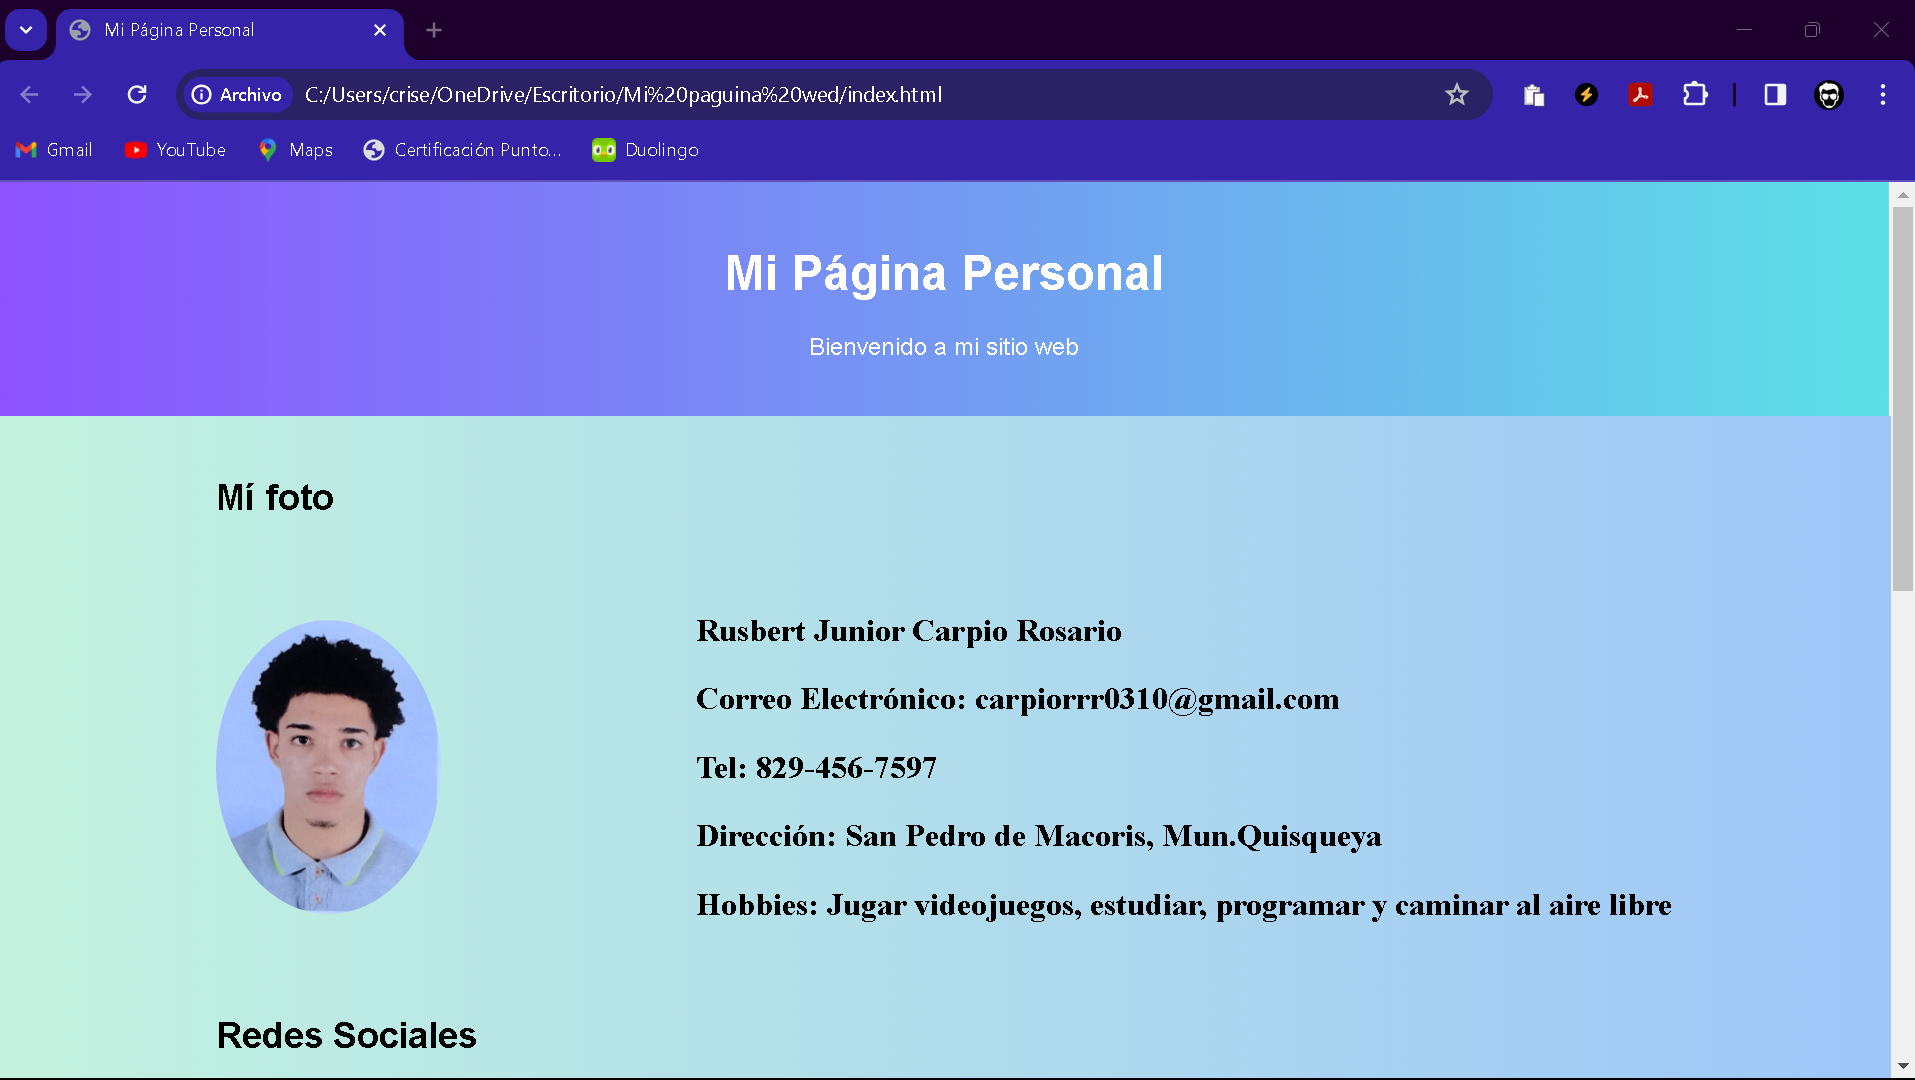 Mi Página Personal
Archivo C:/Users/crise/OneDrive/Escritorio/Mi%20paguina%20wed/index.html
Gmail YouTube Maps Certificación Punto... Duolingo
Mi Página Personal
Bienvenido a mi sitio web
Mí foto
Rusbert Junior Carpio Rosario
Correo Electrónico: carpiorrr0310@gmail.com
Tel: 829-456-7597
Dirección: San Pedro de Macoris, Mun.Quisqueya
Hobbies: Jugar videojuegos, estudiar, programar y caminar al aire libre
Redes Sociales